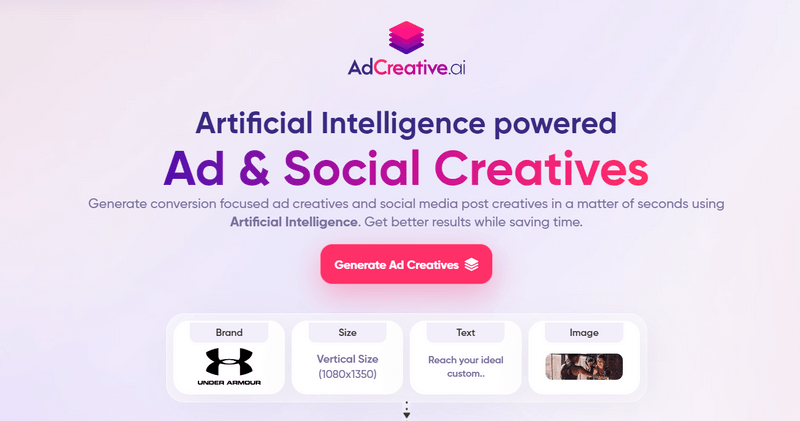 AdCreative.ai
Artificial Intelligence powered
Ad & Social Creatives
Generate conversion focused ad creatives and social media post creatives in a matter of seconds using
Artificial Intelligence. Get better results while saving time.
Generate Ad Creatives
Brand
UNDER ARMOUR
Size
Vertical Size
(1080x1350)
Text
Reach your ideal
custom..
Image